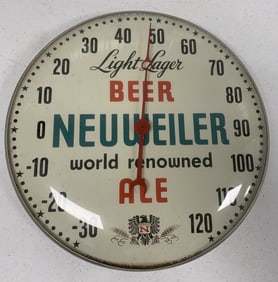 30 40 50 60
20 Light Lager 70
10 BEER 80
0 NEUWEILER 90
-10 world renowned 100
-20 ALE 110
-30 N 120